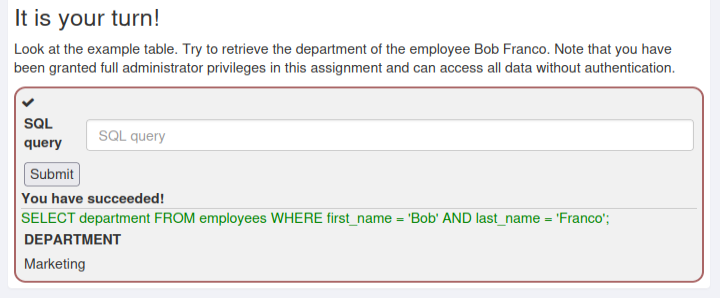 It is your turn!
Look at the example table. Try to retrieve the department of the employee Bob Franco. Note that you have
been granted full administrator privileges in this assignment and can access all data without authentication.
SQL query
SQL query
Submit
You have succeeded!
SELECT department FROM employees WHERE first_name = 'Bob' AND last_name = 'Franco';
DEPARTMENT
Marketing